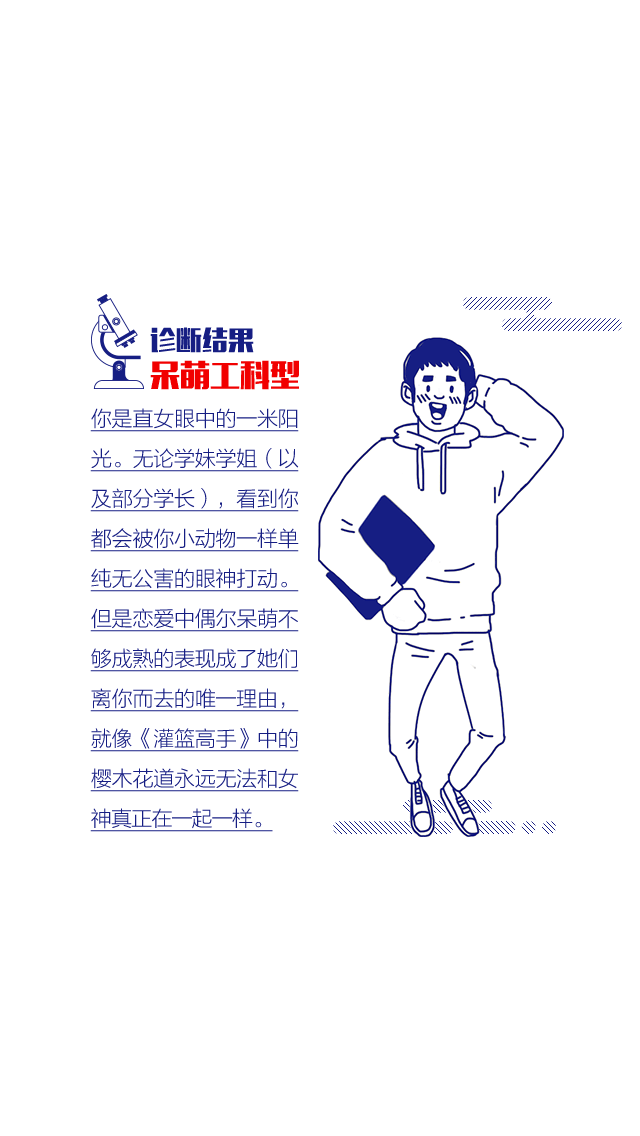 诊断结果
呆萌工科型
你是直女眼中的一米阳
光。无论学妹学姐（以
及部分学长），看到你
都会被你小动物一样单
纯无公害的眼神打动。
但是恋爱中偶尔呆萌不
够成熟的表现成了她们
离你而去的唯一理由，
就像《灌篮高手》中的
樱木花道永远无法和女
神真正在一起一样。